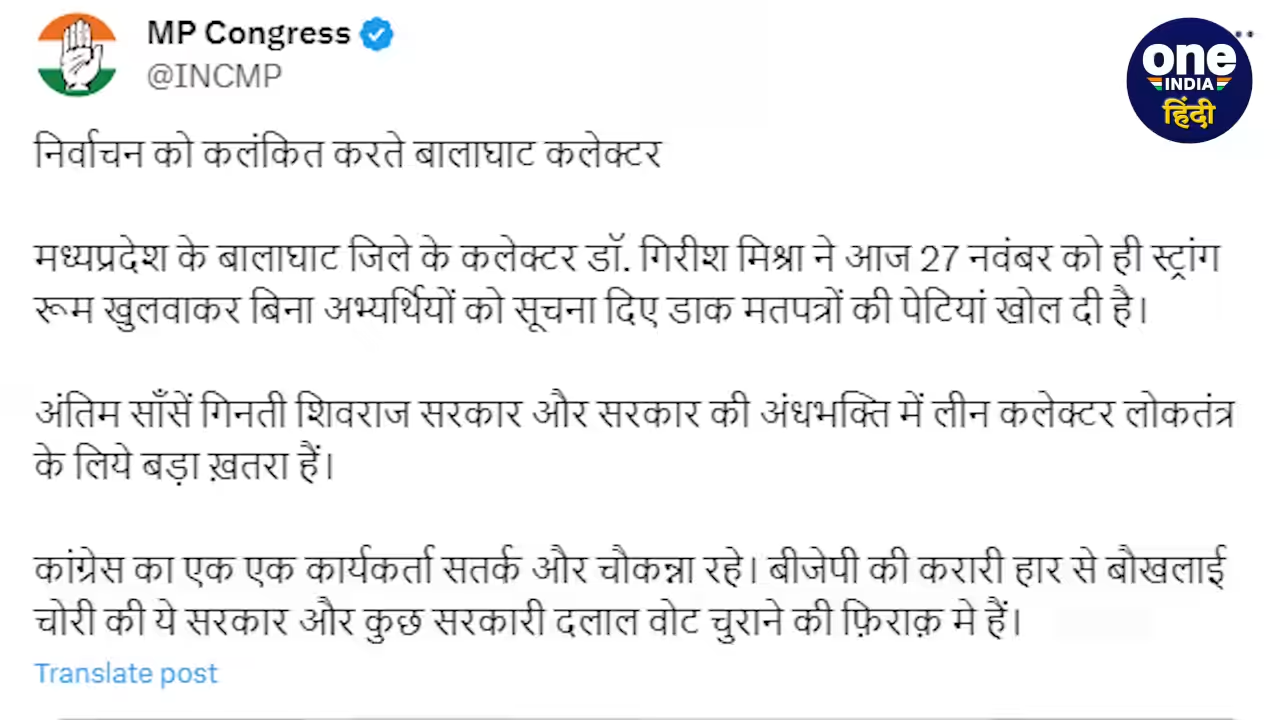 MP Congress
@INCMP
one
INDIA
हिंदी
निर्वाचन को कलंकित करते बालाघाट कलेक्टर
मध्यप्रदेश के बालाघाट जिले के कलेक्टर डॉ. गिरीश मिश्रा ने आज 27 नवंबर को ही स्ट्रांग
रूम खुलवाकर बिना अभ्यर्थियों को सूचना दिए डाक मतपत्रों की पेटियां खोल दी है।
अंतिम साँसें गिनती शिवराज सरकार और सरकार की अंधभक्ति में लीन कलेक्टर लोकतंत्र
के लिये बड़ा ख़तरा हैं।
कांग्रेस का एक एक कार्यकर्ता सतर्क और चौकन्ना रहे। बीजेपी की करारी हार से बौखलाई
चोरी की ये सरकार और कुछ सरकारी दलाल वोट चुराने की फ़िराक़ मे हैं।
Translate post